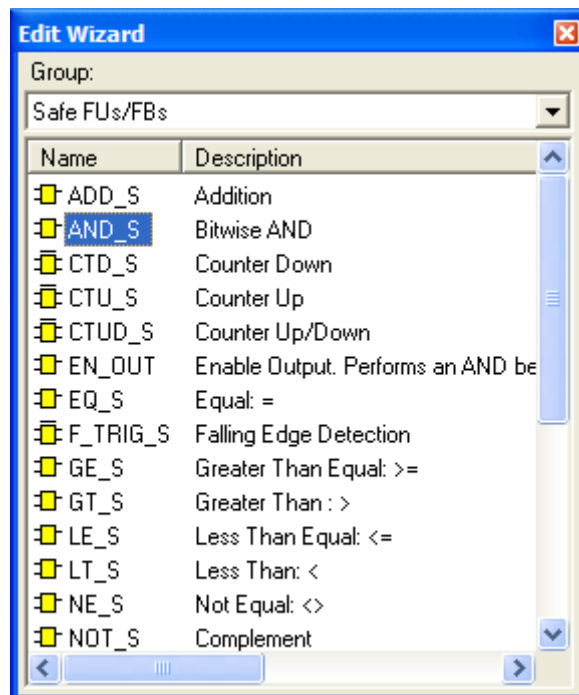 Edit Wizard
Group:
Safe FUs/FBs
Name Description
ADD_S Addition
AND_S Bitwise AND
CTD_S Counter Down
CTU_S Counter Up
CTUD_S Counter Up/Down
EN_OUT Enable Output. Performs an AND be
EQ_S Equal: =
F_TRIG_S Falling Edge Detection
GE_S Greater Than Equal: >=
GT_S Greater Than : >
LE_S Less Than Equal: <=
LT_S Less Than: <
NE_S Not Equal: <>
NOT_S Complement